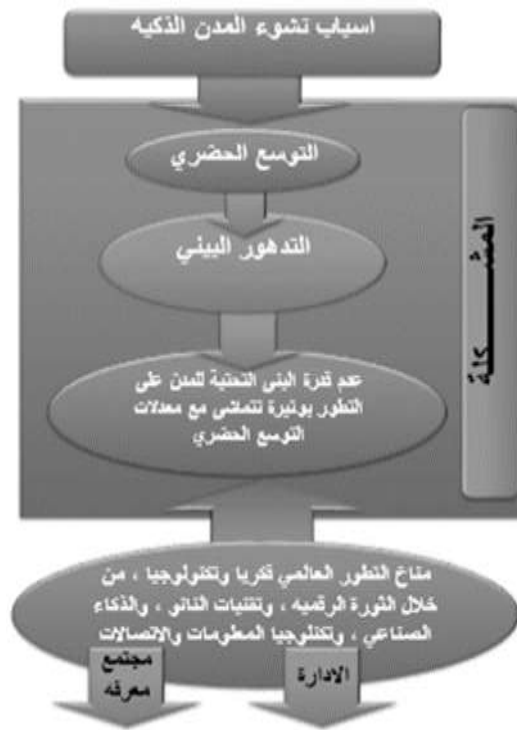 اسباب نشوء المدن الذكيه
التوسع الحضري
التدهور البيئي
عدم قدرة البنى التحتية للمدن على
التطور بوتيرة تتماشى مع معدلات
التوسع الحضري
المشـــــكلة
مناخ التطور العالمي فكريا وتكنولوجيا ، من
خلال الثورة الرقميه ، وتقنيات النانو ، والذكاء
الصناعي ، وتكنلوجيا المعلومات والاتصالات
الادارة
مجتمع
معرفه